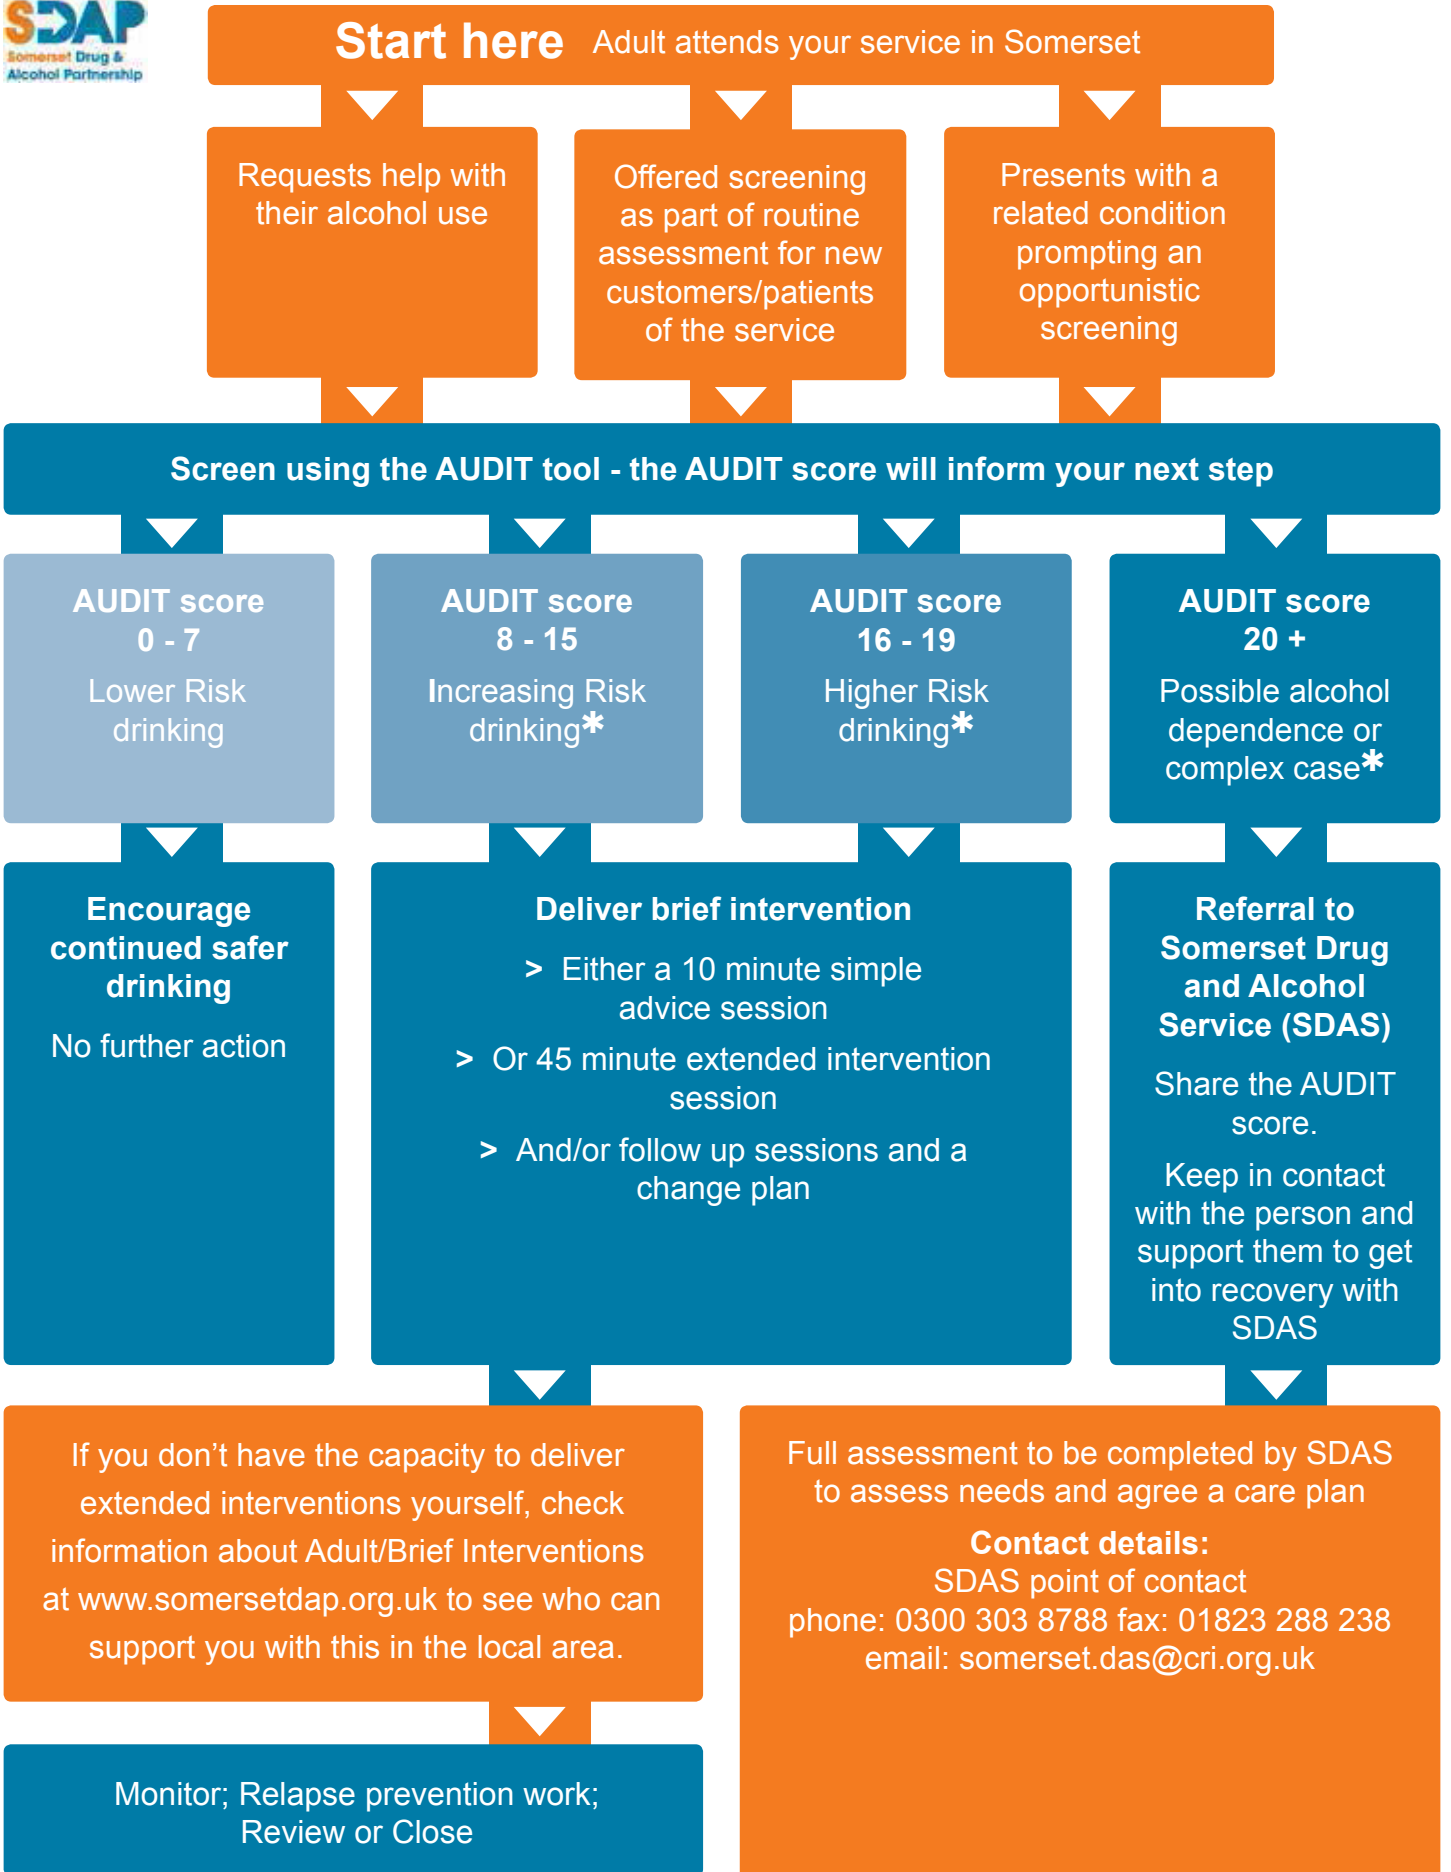 SDAP
Somerset Drug &
Alcohol Partnership
Start here Adult attends your service in Somerset
Requests help with
their alcohol use
Offered screening
as part of routine
assessment for new
customers/patients
of the service
Presents with a
related condition
prompting an
opportunistic
screening
Screen using the AUDIT tool - the AUDIT score will inform your next step
AUDIT score
0 - 7
Lower Risk
drinking
AUDIT score
8 - 15
Increasing Risk
drinking*
AUDIT score
16 - 19
Higher Risk
drinking*
AUDIT score
20 +
Possible alcohol
dependence or
complex case*
Encourage
continued safer
drinking
No further action
Deliver brief intervention
> Either a 10 minute simple
advice session
> Or 45 minute extended intervention
session
> And/or follow up sessions and a
change plan
Referral to
Somerset Drug
and Alcohol
Service (SDAS)
Share the AUDIT
score.
Keep in contact
with the person and
support them to get
into recovery with
SDAS
If you don’t have the capacity to deliver
extended interventions yourself, check
information about Adult/Brief Interventions
at www.somersetdap.org.uk to see who can
support you with this in the local area.
Full assessment to be completed by SDAS
to assess needs and agree a care plan
Contact details:
SDAS point of contact
phone: 0300 303 8788 fax: 01823 288 238
email: somerset.das@cri.org.uk
Monitor; Relapse prevention work;
Review or Close